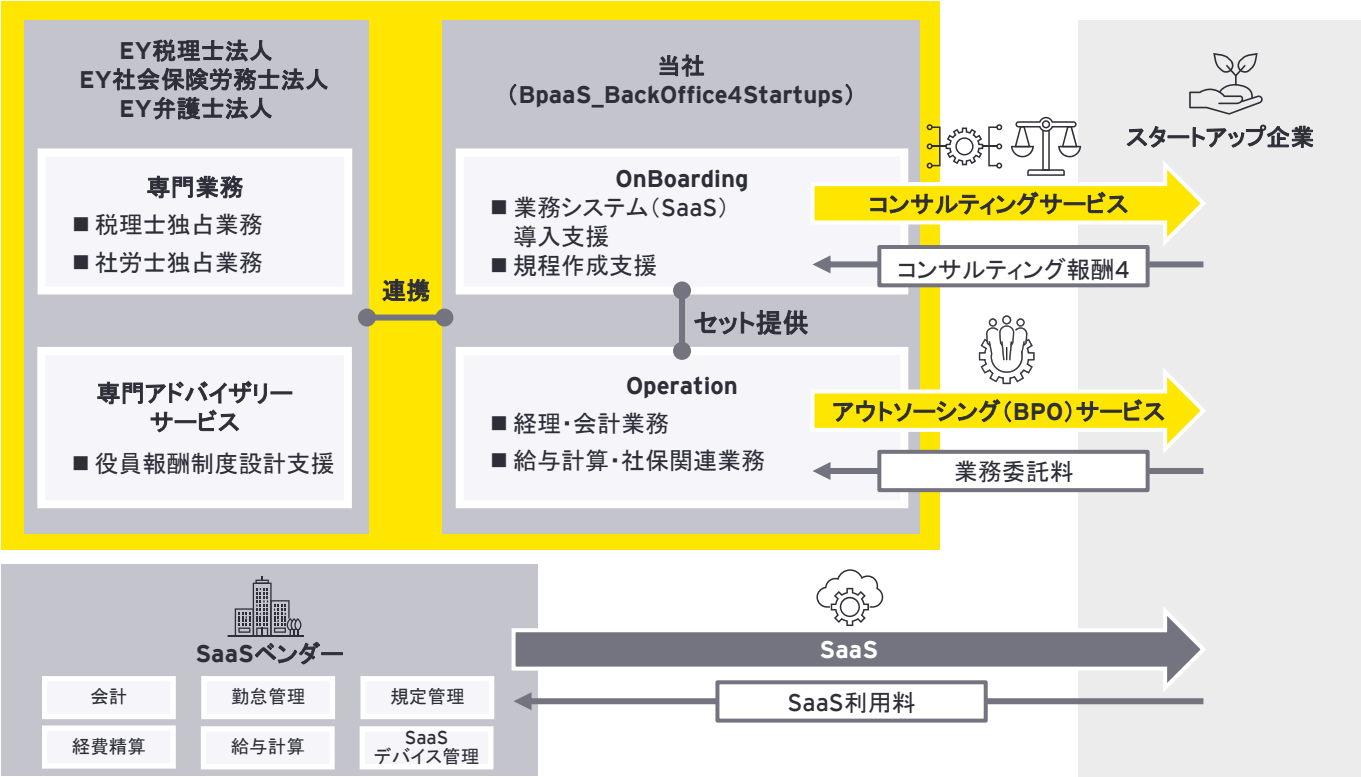 EY税理士法人
EY社会保険労務士法人
EY弁護士法人
専門業務
■ 税理士独占業務
■ 社労士独占業務
専門アドバイザリー
サービス
■ 役員報酬制度設計支援
連携
当社
（BpaaS_BackOffice4Startups）
OnBoarding
■ 業務システム（SaaS）
導入支援
■ 規程作成支援
セット提供
Operation
■ 経理・会計業務
■ 給与計算・社保関連業務
コンサルティングサービス
コンサルティング報酬4
アウトソーシング（BPO）サービス
業務委託料
スタートアップ企業
SaaSベンダー
会計
勤怠管理
規定管理
経費精算
給与計算
SaaS
デバイス管理
SaaS
SaaS利用料